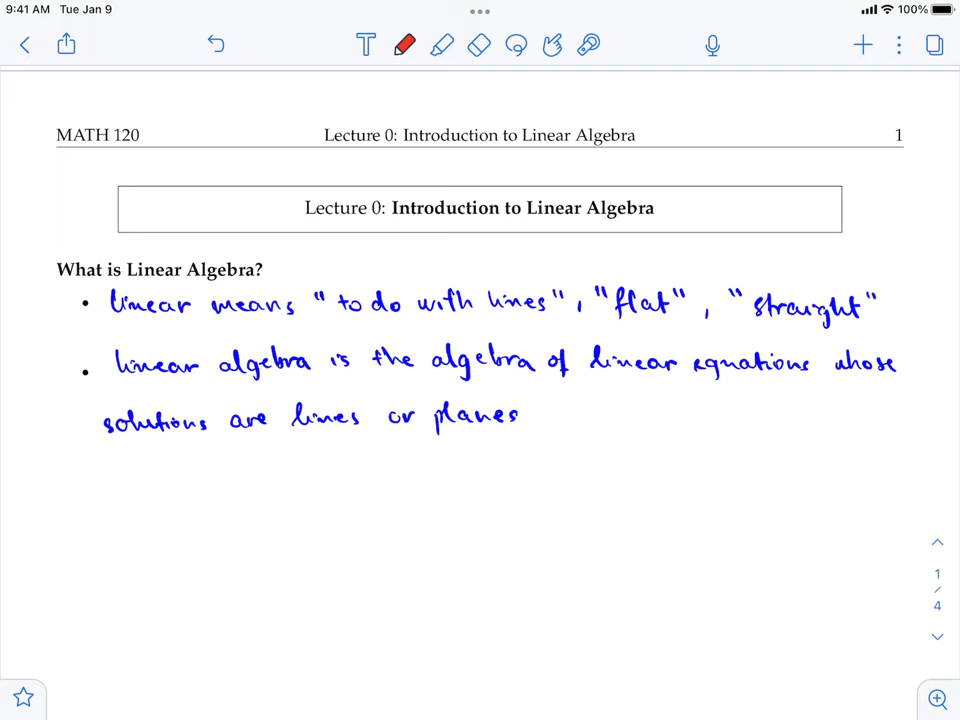 9:41 AM Tue Jan 9 100%
MATH 120 Lecture 0: Introduction to Linear Algebra 1
Lecture 0: Introduction to Linear Algebra
What is Linear Algebra?
• linear means "to do with lines", "flat", "straight"
• linear algebra is the algebra of linear equations whose
solutions are lines or planes
1
/
4